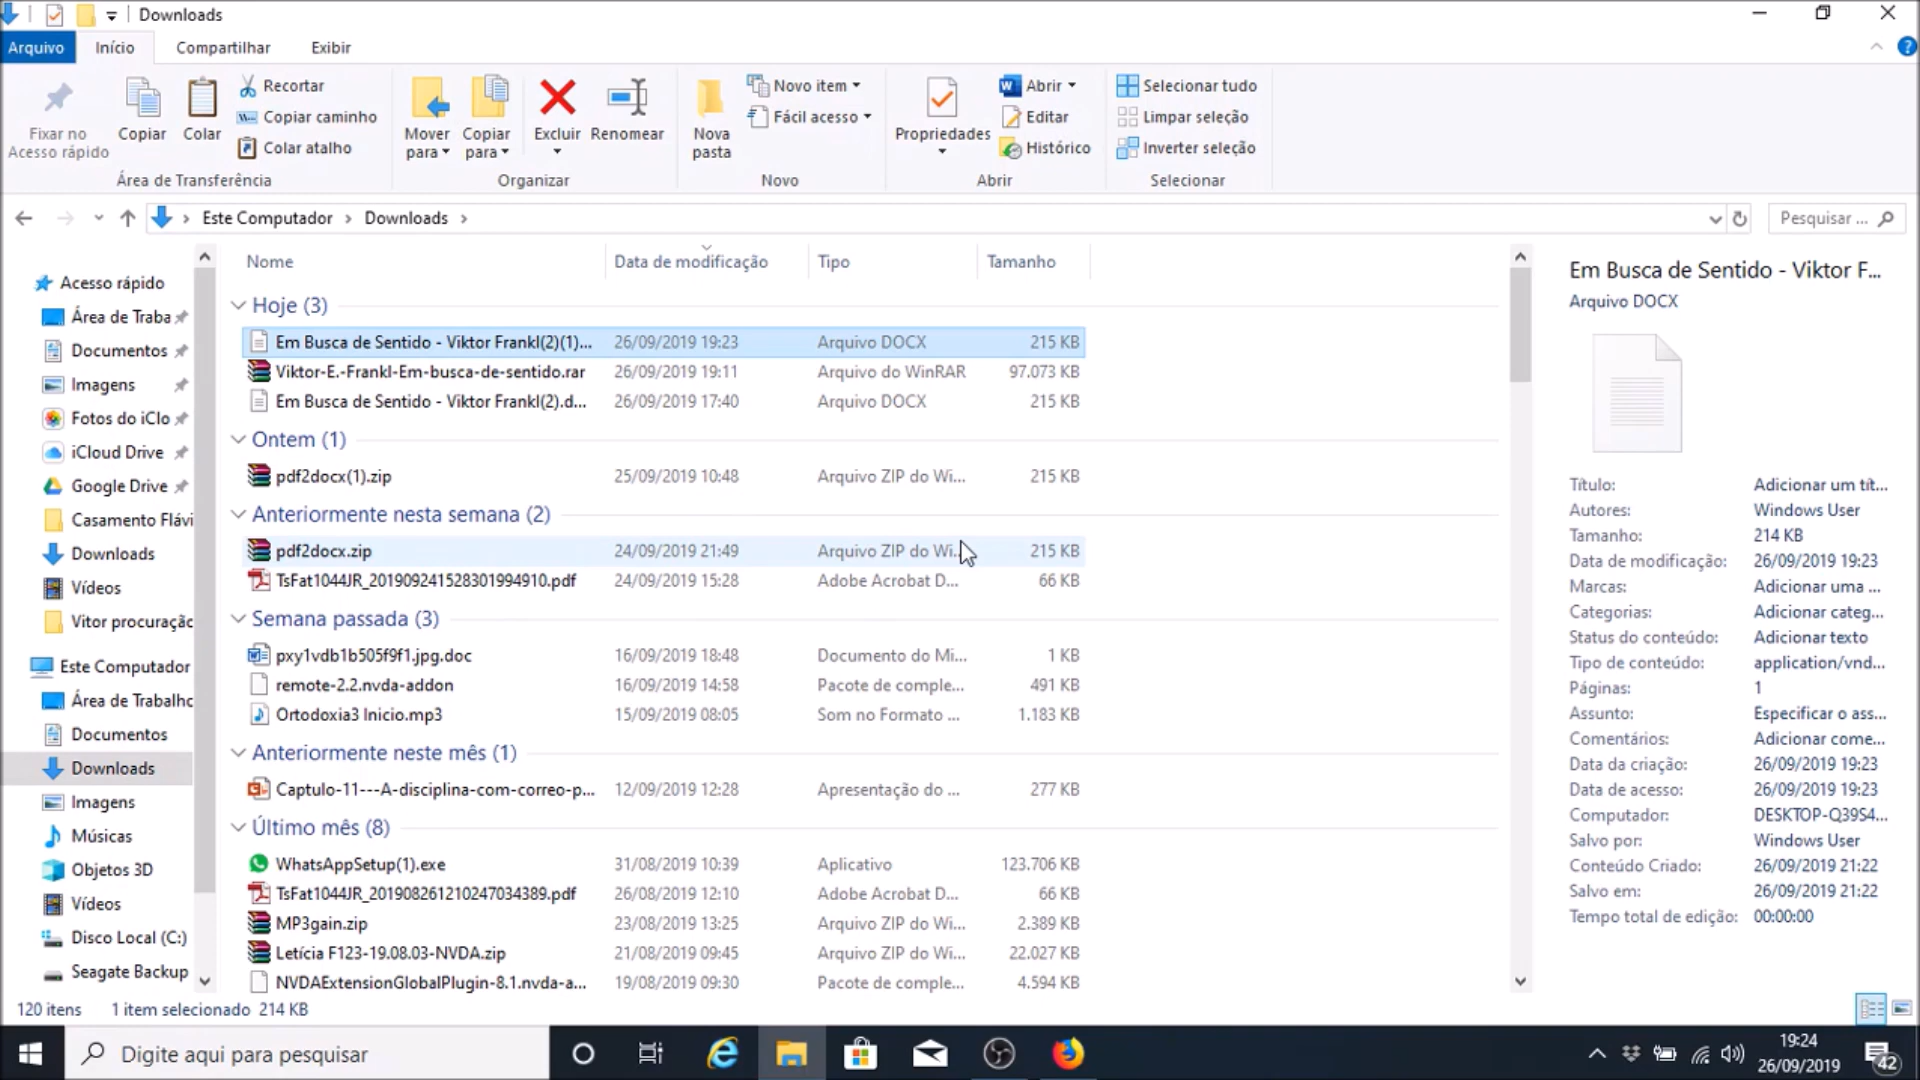 Downloads
Arquivo Início Compartilhar Exibir
Fixar no
Acesso rápido
Copiar
Colar
Recortar
Copiar caminho
Colar atalho
Área de Transferência
Mover
para
Copiar
para
Excluir
Renomear
Organizar
Nova
pasta
Novo item
Fácil acesso
Novo
Propriedades
Abrir
Editar
Histórico
Abrir
Selecionar tudo
Limpar seleção
Inverter seleção
Selecionar
Este Computador > Downloads >
Pesquisar ...
Acesso rápido
Área de Traba
Documentos
Imagens
Fotos do iClo
iCloud Drive
Google Drive
Casamento Flávi
Downloads
Vídeos
Vitor procuraçãc
Este Computador
Área de Trabalhc
Documentos
Downloads
Imagens
Músicas
Objetos 3D
Vídeos
Disco Local (C:)
Seagate Backup
Nome Data de modificação Tipo Tamanho
Hoje (3)
Em Busca de Sentido - Viktor Frankl(2)(1)... 26/09/2019 19:23 Arquivo DOCX 215 KB
Viktor-E.-Frankl-Em-busca-de-sentido.rar 26/09/2019 19:11 Arquivo do WinRAR 97.073 KB
Em Busca de Sentido - Viktor Frankl(2).d... 26/09/2019 17:40 Arquivo DOCX 215 KB
Ontem (1)
pdf2docx(1).zip 25/09/2019 10:48 Arquivo ZIP do Wi... 215 KB
Anteriormente nesta semana (2)
pdf2docx.zip 24/09/2019 21:49 Arquivo ZIP do Wi... 215 KB
TsFat1044JR_201909241528301994910.pdf 24/09/2019 15:28 Adobe Acrobat D... 66 KB
Semana passada (3)
pxy1vdb1b505f9f1.jpg.doc 16/09/2019 18:48 Documento do Mi... 1 KB
remote-2.2.nvda-addon 16/09/2019 14:58 Pacote de comple... 491 KB
Ortodoxia3 Inicio.mp3 15/09/2019 08:05 Som no Formato ... 1.183 KB
Anteriormente neste mês (1)
Captulo-11---A-disciplina-com-correo-p... 12/09/2019 12:28 Apresentação do ... 277 KB
Último mês (8)
WhatsAppSetup(1).exe 31/08/2019 10:39 Aplicativo 123.706 KB
TsFat1044JR_201908261210247034389.pdf 26/08/2019 12:10 Adobe Acrobat D... 66 KB
MP3gain.zip 23/08/2019 13:25 Arquivo ZIP do Wi... 2.389 KB
Letícia F123-19.08.03-NVDA.zip 21/08/2019 09:45 Arquivo ZIP do Wi... 22.027 KB
NVDAExtensionGlobalPlugin-8.1.nvda-a... 19/08/2019 09:30 Pacote de comple... 4.594 KB
Em Busca de Sentido - Viktor F...
Arquivo DOCX
Título: Adicionar um tít...
Autores: Windows User
Tamanho: 214 KB
Data de modificação: 26/09/2019 19:23
Marcas: Adicionar uma ...
Categorias: Adicionar categ...
Status do conteúdo: Adicionar texto
Tipo de conteúdo: application/vnd...
Páginas: 1
Assunto: Especificar o ass...
Comentários: Adicionar come...
Data da criação: 26/09/2019 19:23
Data de acesso: 26/09/2019 19:23
Computador: DESKTOP-Q39S4...
Salvo por: Windows User
Conteúdo Criado: 26/09/2019 21:22
Salvo em: 26/09/2019 21:22
Tempo total de edição: 00:00:00
120 itens 1 item selecionado 214 KB
Digite aqui para pesquisar
19:24
26/09/2019
42